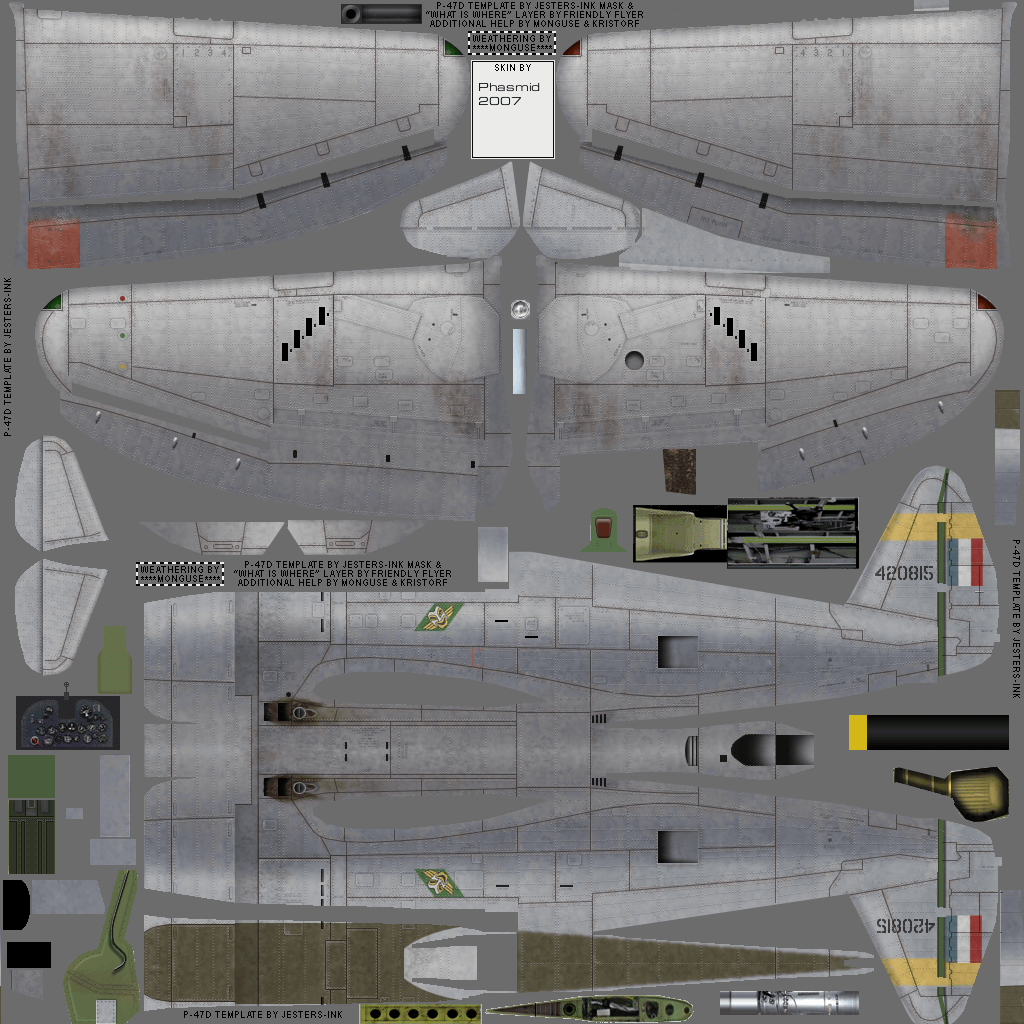 P-47D TEMPLATE BY JESTERS-INK MASK &
"WHAT IS WHERE" LAYER BY FRIENDLY FLYER
ADDITIONAL HELP BY MONGUSE & KRISTORF
WEATHERING BY
****MONGUSE****
SKIN BY
Phasmid
2007
1 2 3 4
4 3 2 1
P-47D TEMPLATE BY JESTERS-INK
WEATHERING BY
****MONGUSE****
P-47D TEMPLATE BY JESTERS-INK MASK &
"WHAT IS WHERE" LAYER BY FRIENDLY FLYER
ADDITIONAL HELP BY MONGUSE & KRISTORF
420815
P-47D TEMPLATE BY JESTERS-INK
420815
P-47D TEMPLATE BY JESTERS-INK